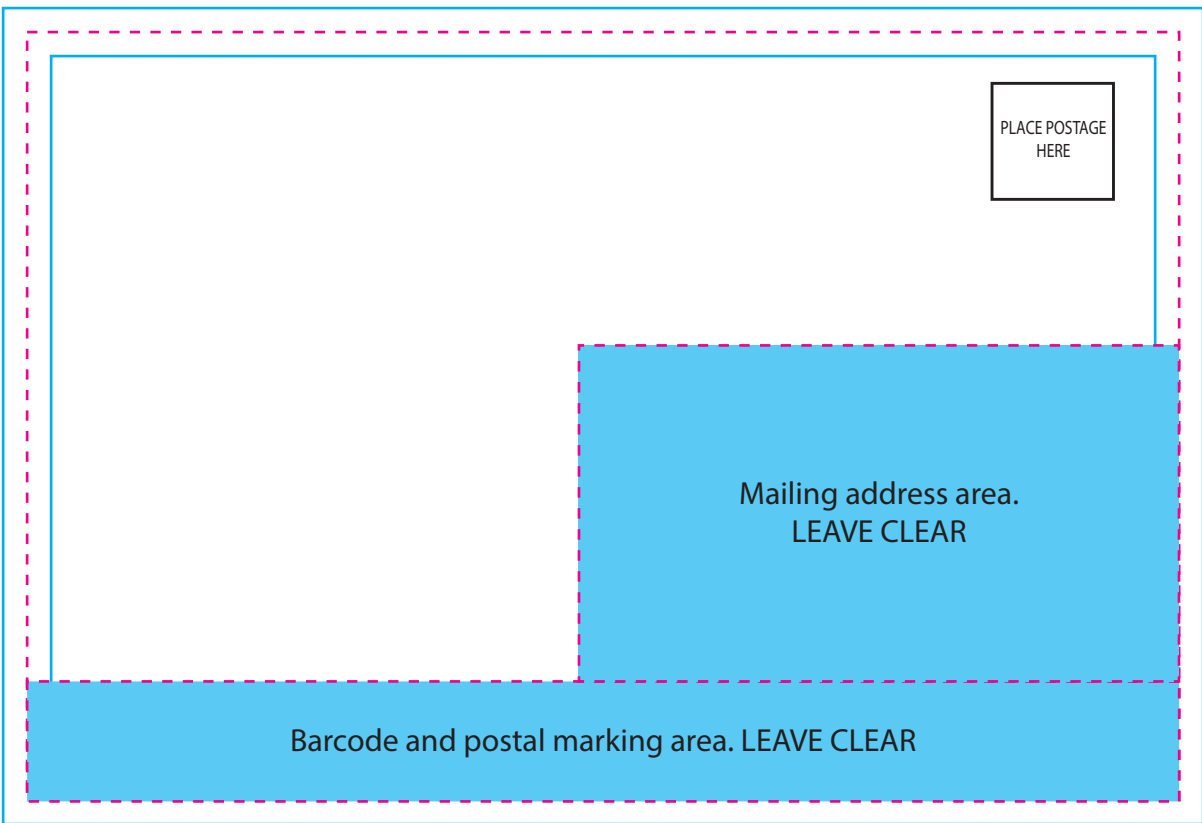 PLACE POSTAGE
HERE
Mailing address area.
LEAVE CLEAR
Barcode and postal marking area. LEAVE CLEAR